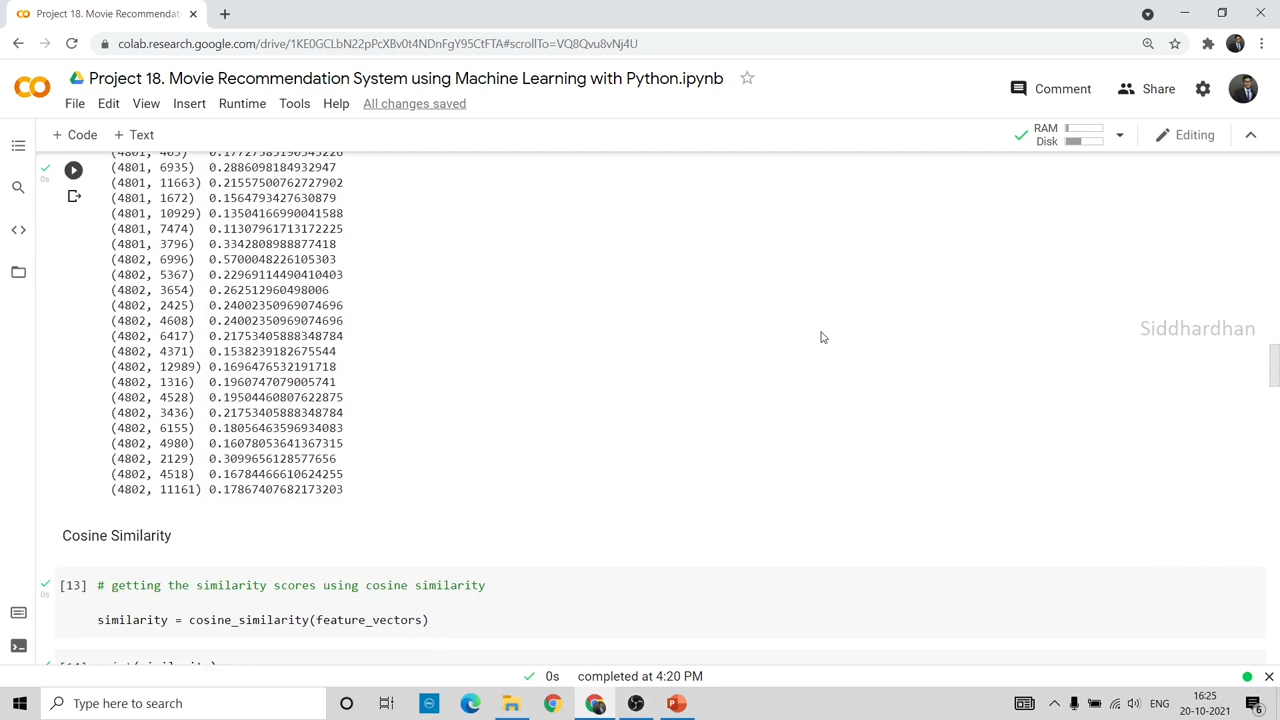 Project 18. Movie Recommendat
colab.research.google.com/drive/1KE0GCLbN22pPcXBv0t4NDnFgY95CtFTA#scrollTo=VQ8Qvu8vNj4U
Project 18. Movie Recommendation System using Machine Learning with Python.ipynb
Comment
Share
File Edit View Insert Runtime Tools Help All changes saved
+ Code + Text
RAM
Disk
Editing
(4801, 403) 0.17727585190343226
(4801, 6935) 0.2886098184932947
(4801, 11663) 0.21557500762727902
(4801, 1672) 0.1564793427630879
(4801, 10929) 0.13504166990041588
(4801, 7474) 0.11307961713172225
(4801, 3796) 0.3342808988877418
(4802, 6996) 0.5700048226105303
(4802, 5367) 0.22969114490410403
(4802, 3654) 0.262512960498006
(4802, 2425) 0.24002350969074696
(4802, 4608) 0.24002350969074696
(4802, 6417) 0.21753405888348784
(4802, 4371) 0.1538239182675544
(4802, 12989) 0.1696476532191718
(4802, 1316) 0.1960747079005741
(4802, 4528) 0.19504460807622875
(4802, 3436) 0.21753405888348784
(4802, 6155) 0.18056463596934083
(4802, 4980) 0.16078053641367315
(4802, 2129) 0.3099656128577656
(4802, 4518) 0.16784466610624255
(4802, 11161) 0.17867407682173203
0s
Siddhardhan
Cosine Similarity
[13] # getting the similarity scores using cosine similarity
0s
similarity = cosine_similarity(feature_vectors)
0s completed at 4:20 PM
Type here to search
ENG
16:25
20-10-2021
6